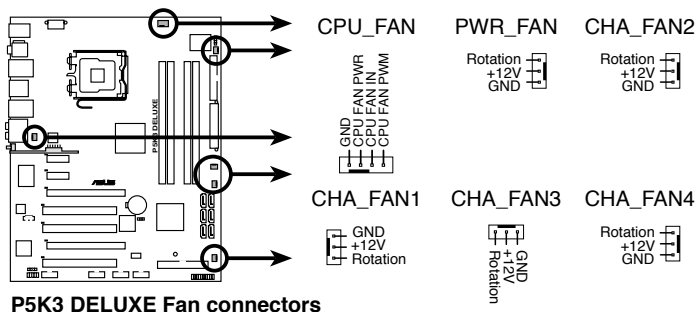 CPU_FAN
PWR_FAN
CHA_FAN2
GND
CPU FAN PWR
CPU FAN IN
CPU FAN PWM
Rotation
+12V
GND
Rotation
+12V
GND
P5K3 DELUXE
/ISUS
CHA_FAN1
CHA_FAN3
CHA_FAN4
GND
+12V
Rotation
GND
+12V
Rotation
Rotation
+12V
GND
P5K3 DELUXE Fan connectors